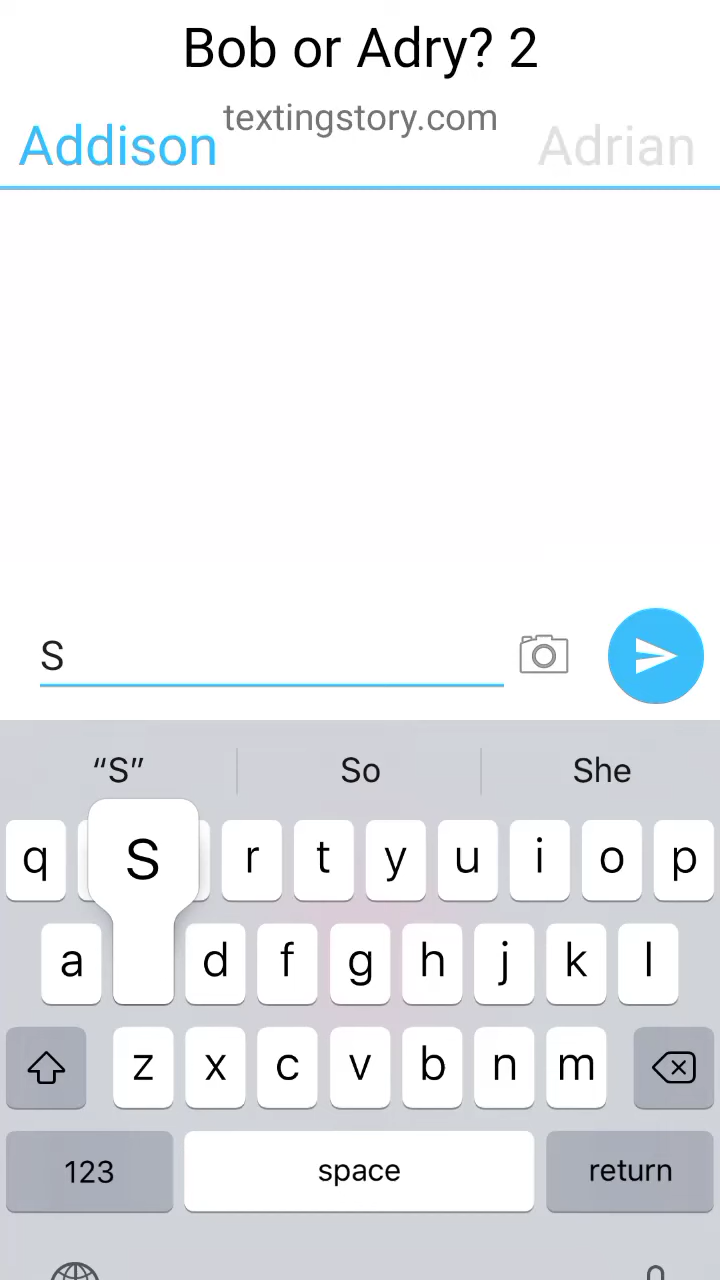 Bob or Adry? 2
textingstory.com
Addison
Adrian
S
“S”
So
She
q
S
r
t
y
u
i
o
p
a
d
f
g
h
j
k
l
z
x
c
v
b
n
m
123
space
return